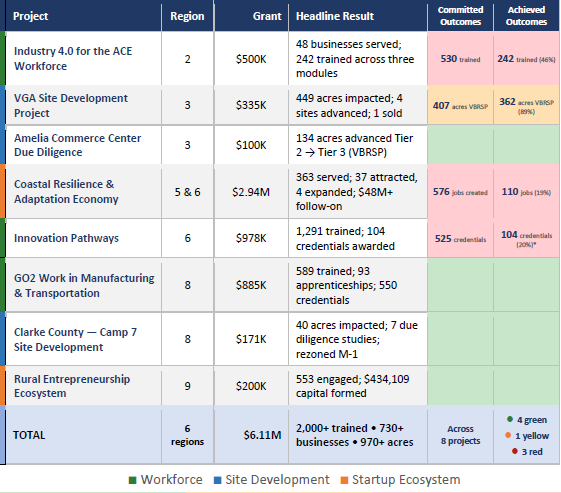 Project Region Grant Headline Result Committed Outcomes Achieved Outcomes
Industry 4.0 for the ACE Workforce 2 $500K 48 businesses served; 242 trained across three modules 530 trained 242 trained (46%)
VGA Site Development Project 3 $335K 449 acres impacted; 4 sites advanced; 1 sold 407 acres VBRSP 362 acres VBRSP (89%)
Amelia Commerce Center Due Diligence 3 $100K 134 acres advanced Tier 2 → Tier 3 (VBRSP)
Coastal Resilience & Adaptation Economy 5 & 6 $2.94M 363 served; 37 attracted, 4 expanded; $48M+ follow-on 576 jobs created 110 jobs (19%)
Innovation Pathways 6 $978K 1,291 trained; 104 credentials awarded 525 credentials 104 credentials (20%)*
GO2 Work in Manufacturing & Transportation 8 $885K 589 trained; 93 apprenticeships; 550 credentials
Clarke County — Camp 7 Site Development 8 $171K 40 acres impacted; 7 due diligence studies; rezoned M-1
Rural Entrepreneurship Ecosystem 9 $200K 553 engaged; $434,109 capital formed
TOTAL 6 regions $6.11M 2,000+ trained • 730+ businesses • 970+ acres Across 8 projects • 4 green • 1 yellow • 3 red
■ Workforce ■ Site Development ■ Startup Ecosystem